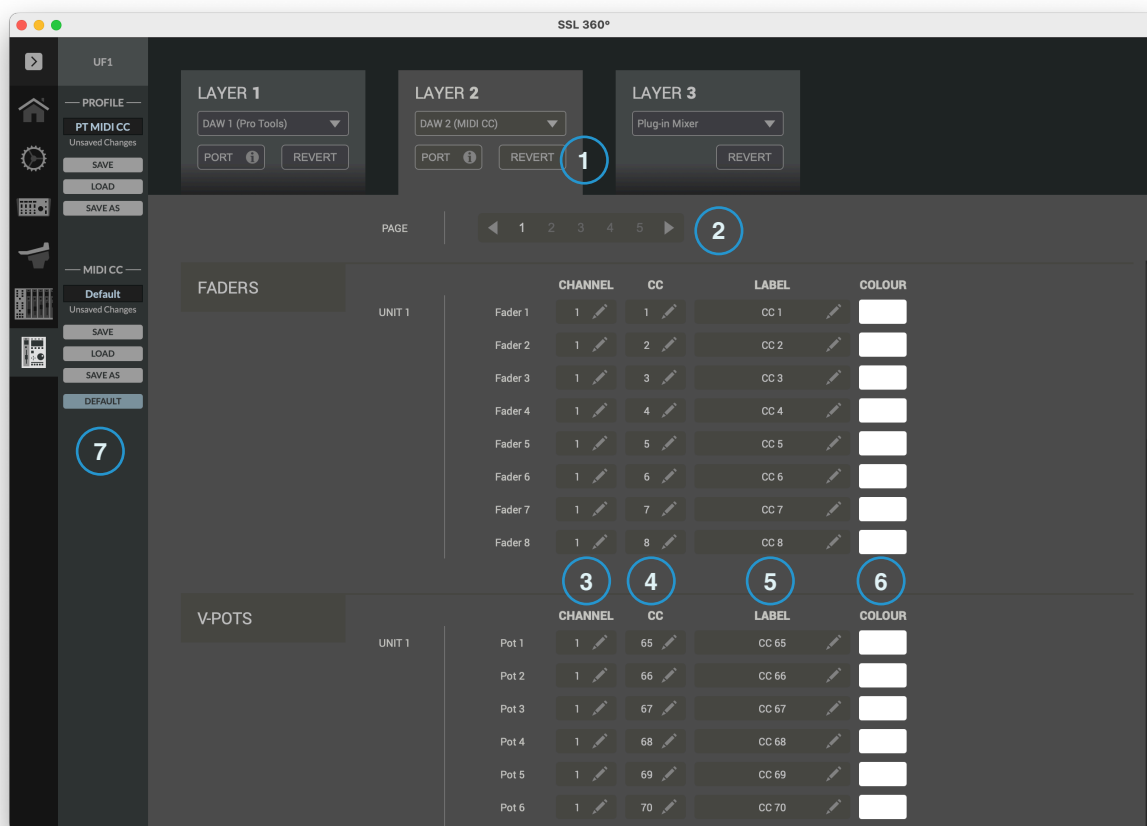 SSL 360°
UF1
PROFILE
PT MIDI CC
Unsaved Changes
SAVE
LOAD
SAVE AS
MIDI CC
Default
Unsaved Changes
SAVE
LOAD
SAVE AS
DEFAULT
7
LAYER 1
DAW 1 (Pro Tools)
PORT i REVERT
LAYER 2
DAW 2 (MIDI CC)
PORT i REVERT
1
LAYER 3
Plug-in Mixer
REVERT
PAGE 1 2 3 4 5
2
FADERS
CHANNEL CC LABEL COLOUR
UNIT 1 Fader 1 1 1 CC 1
Fader 2 1 2 CC 2
Fader 3 1 3 CC 3
Fader 4 1 4 CC 4
Fader 5 1 5 CC 5
Fader 6 1 6 CC 6
Fader 7 1 7 CC 7
Fader 8 1 8 CC 8
3 4 5 6
V-POTS
CHANNEL CC LABEL COLOUR
UNIT 1 Pot 1 1 65 CC 65
Pot 2 1 66 CC 66
Pot 3 1 67 CC 67
Pot 4 1 68 CC 68
Pot 5 1 69 CC 69
Pot 6 1 70 CC 70